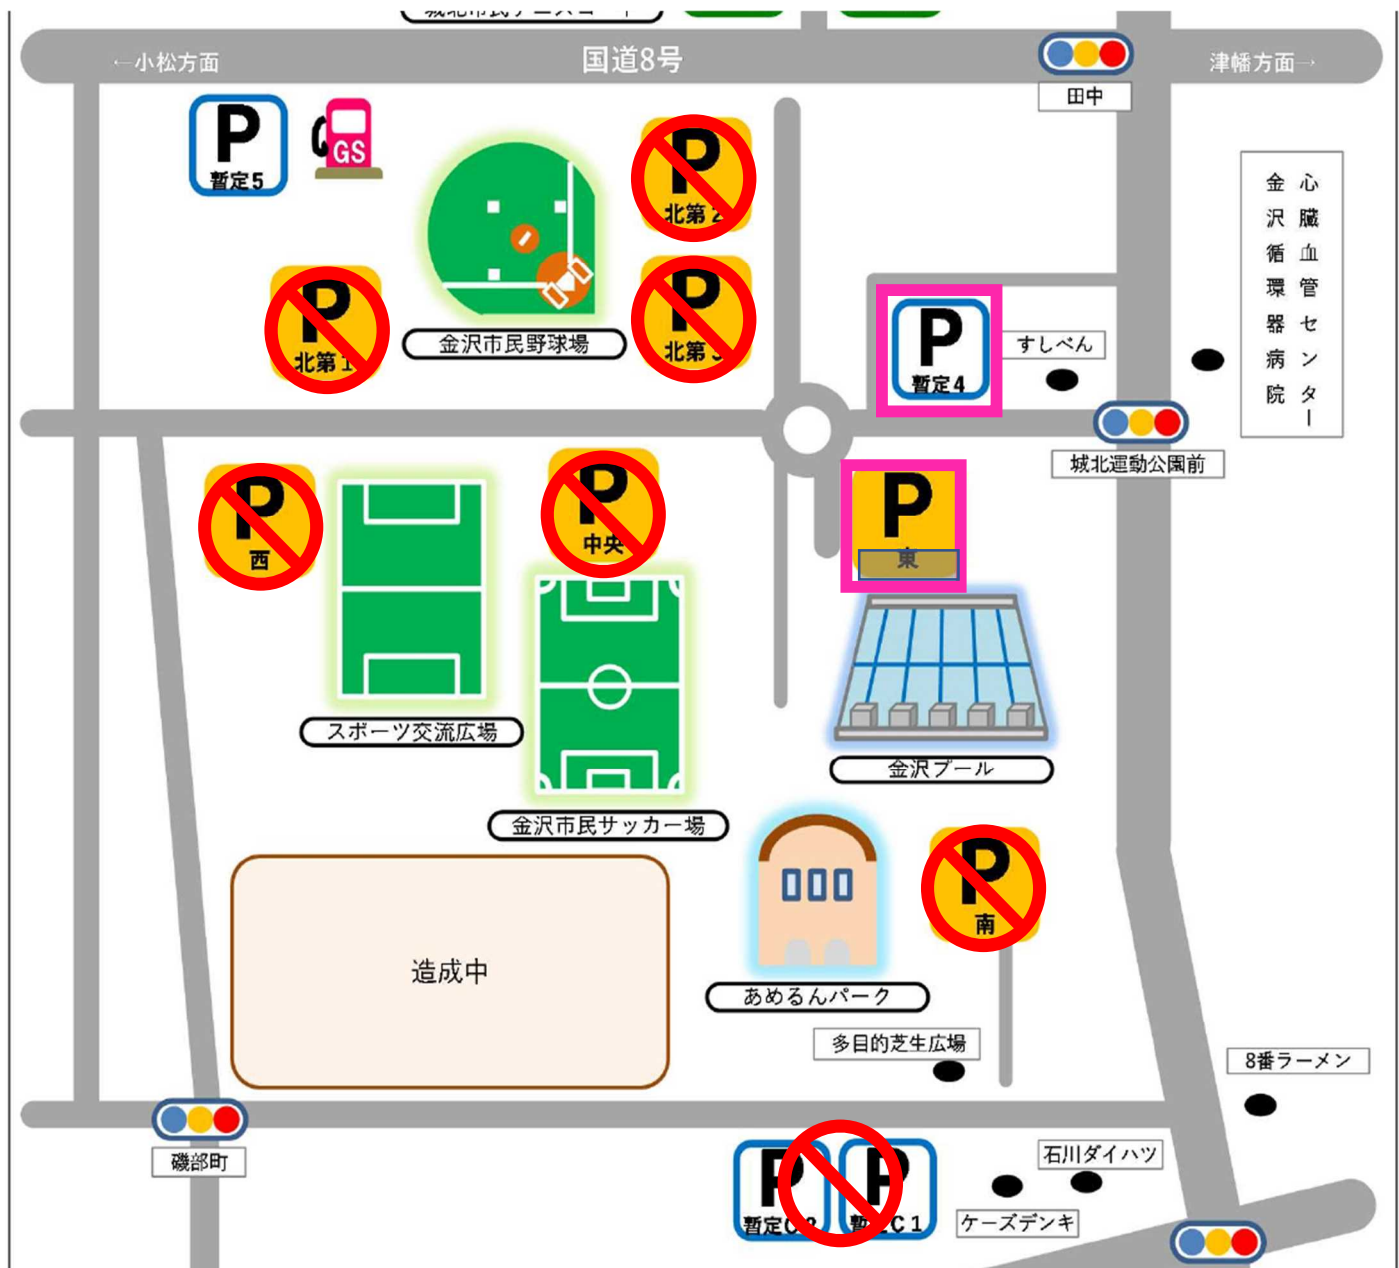 ←小松方面
国道8号
津幡方面→
田中
P
暫定5
GS
P
北第2
P
北第1
P
北第3
金沢市民野球場
P
暫定4
すしべん
心臓血管センター
金沢循環器病院
城北運動公園前
P
西
P
中央
P
東
スポーツ交流広場
金沢プール
金沢市民サッカー場
P
南
造成中
あめるんパーク
多目的芝生広場
8番ラーメン
磯部町
P
暫定C2
P
暫定C1
石川ダイハツ
ケーズデンキ